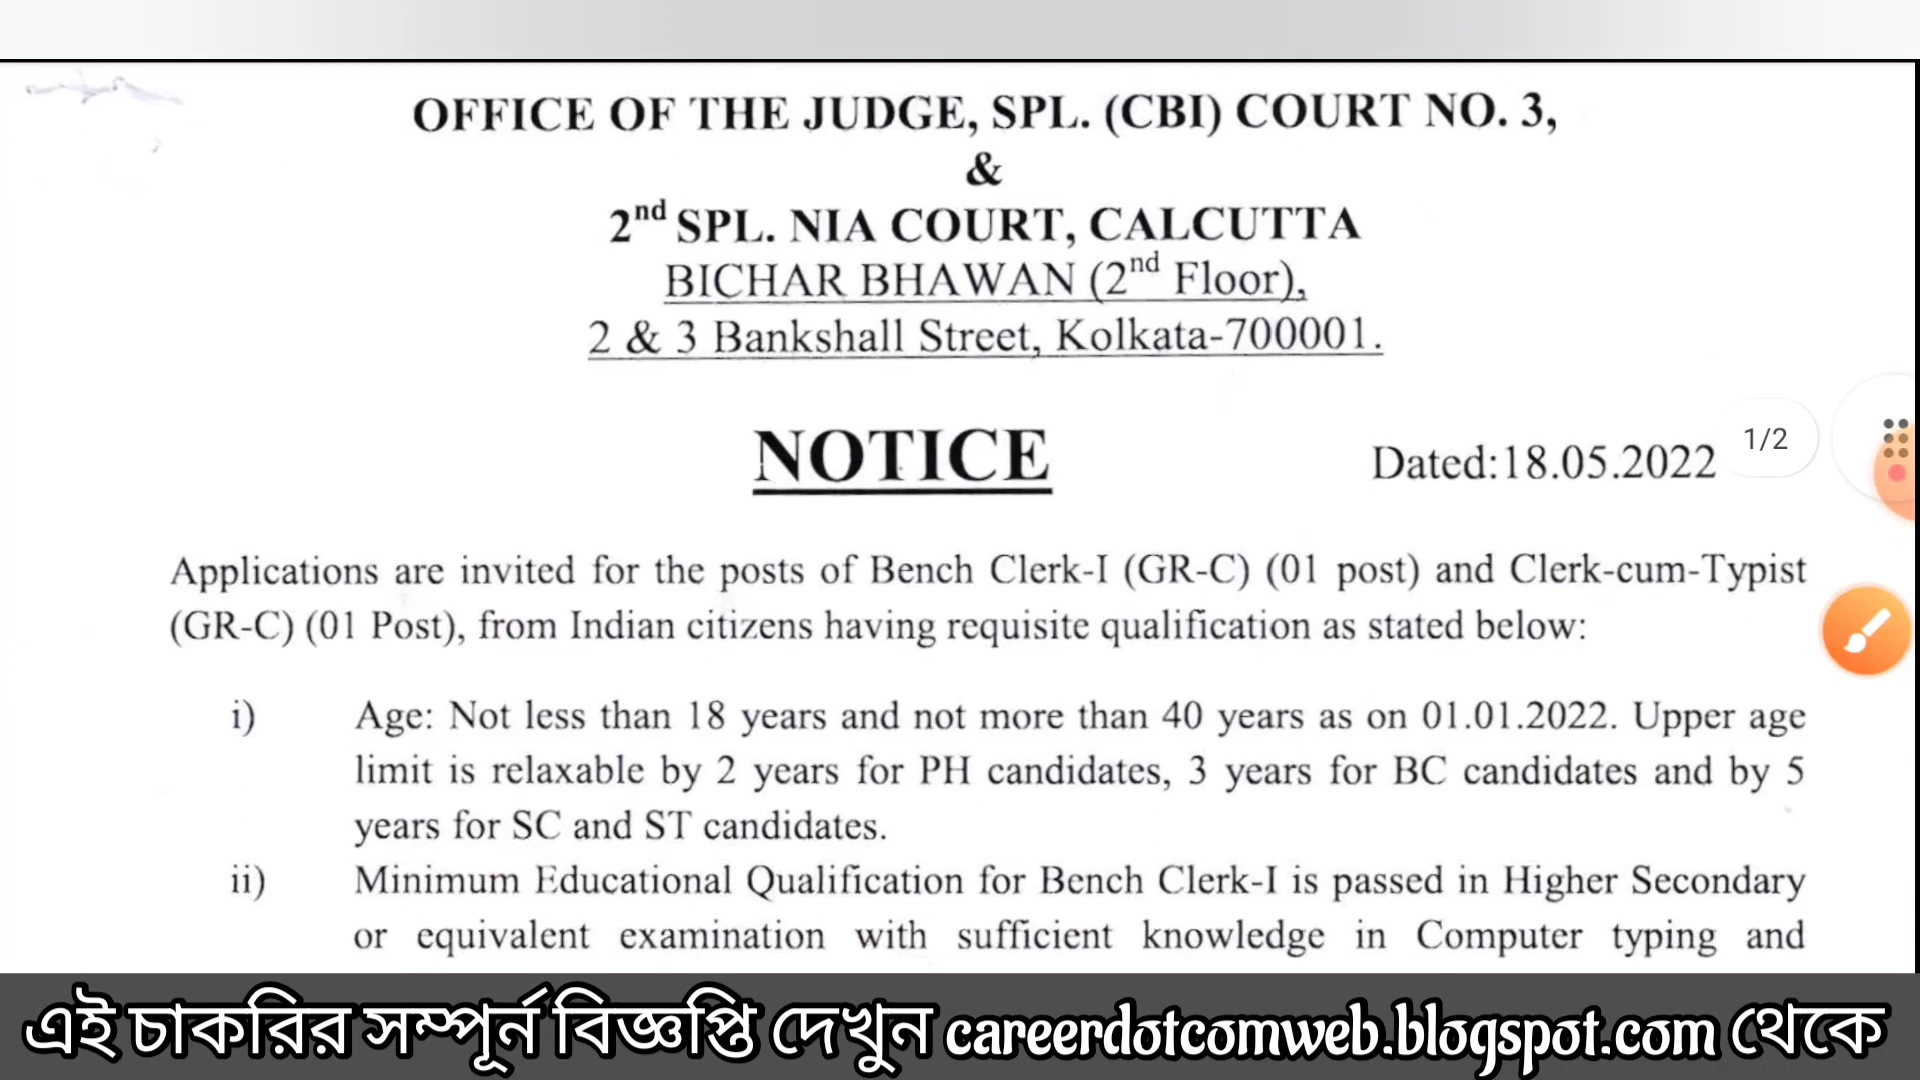 OFFICE OF THE JUDGE, SPL. (CBI) COURT NO. 3,
&
2nd SPL. NIA COURT, CALCUTTA
BICHAR BHAWAN (2nd Floor),
2 & 3 Bankshall Street, Kolkata-700001.
NOTICE
Dated:18.05.2022
1/2
Applications are invited for the posts of Bench Clerk-I (GR-C) (01 post) and Clerk-cum-Typist
(GR-C) (01 Post), from Indian citizens having requisite qualification as stated below:
i) Age: Not less than 18 years and not more than 40 years as on 01.01.2022. Upper age
limit is relaxable by 2 years for PH candidates, 3 years for BC candidates and by 5
years for SC and ST candidates.
ii) Minimum Educational Qualification for Bench Clerk-I is passed in Higher Secondary
or equivalent examination with sufficient knowledge in Computer typing and
এই চাকরির সম্পূর্ন বিজ্ঞপ্তি দেখুন careerdotcomweb.blogspot.com থেকে